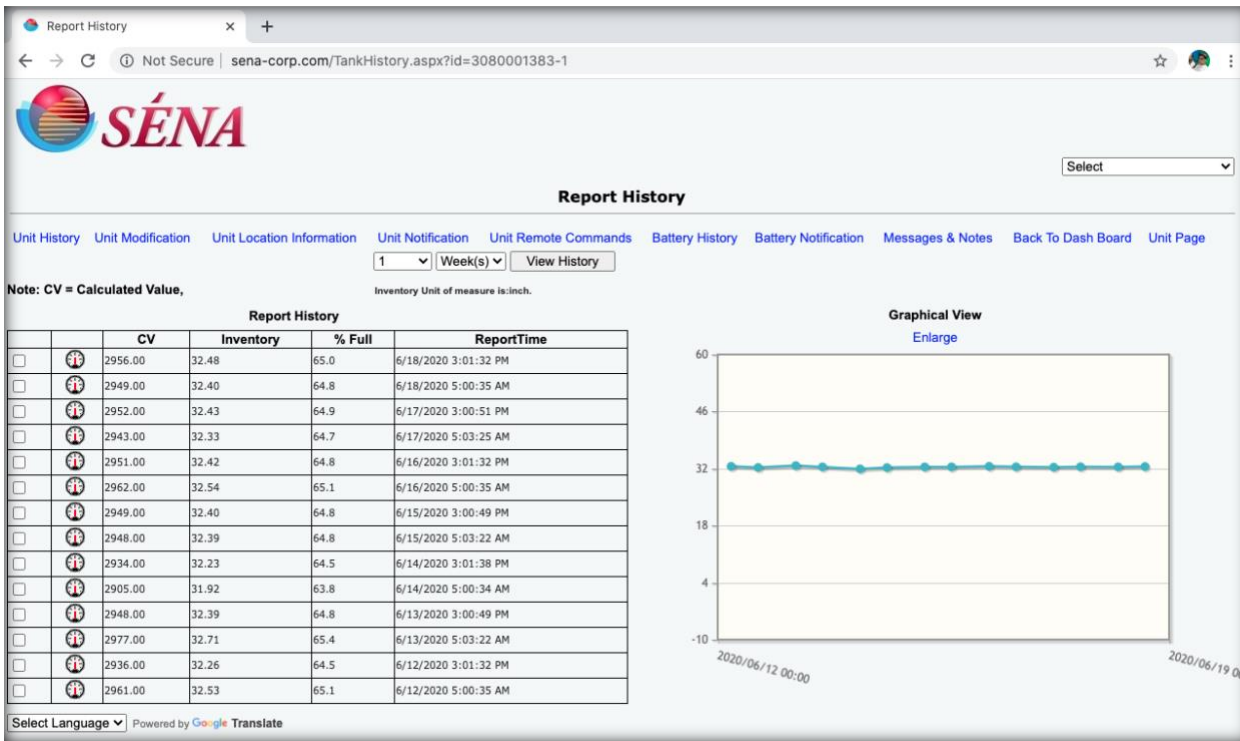 Report History
Not Secure | sena-corp.com/TankHistory.aspx?id=3080001383-1
SÉNA
Select
Report History
Unit History Unit Modification Unit Location Information Unit Notification Unit Remote Commands Battery History Battery Notification Messages & Notes Back To Dash Board Unit Page
1 Week(s) View History
Note: CV = Calculated Value, Inventory Unit of measure is:inch.
Report History
CV Inventory % Full ReportTime
2956.00 32.48 65.0 6/18/2020 3:01:32 PM
2949.00 32.40 64.8 6/18/2020 5:00:35 AM
2952.00 32.43 64.9 6/17/2020 3:00:51 PM
2943.00 32.33 64.7 6/17/2020 5:03:25 AM
2951.00 32.42 64.8 6/16/2020 3:01:32 PM
2962.00 32.54 65.1 6/16/2020 5:00:35 AM
2949.00 32.40 64.8 6/15/2020 3:00:49 PM
2948.00 32.39 64.8 6/15/2020 5:03:22 AM
2934.00 32.23 64.5 6/14/2020 3:01:38 PM
2905.00 31.92 63.8 6/14/2020 5:00:34 AM
2948.00 32.39 64.8 6/13/2020 3:00:49 PM
2977.00 32.71 65.4 6/13/2020 5:03:22 AM
2936.00 32.26 64.5 6/12/2020 3:01:32 PM
2961.00 32.53 65.1 6/12/2020 5:00:35 AM
Graphical View
Enlarge
60
46
32
18
4
-10
2020/06/12 00:00
2020/06/19 0
Select Language Powered by Google Translate